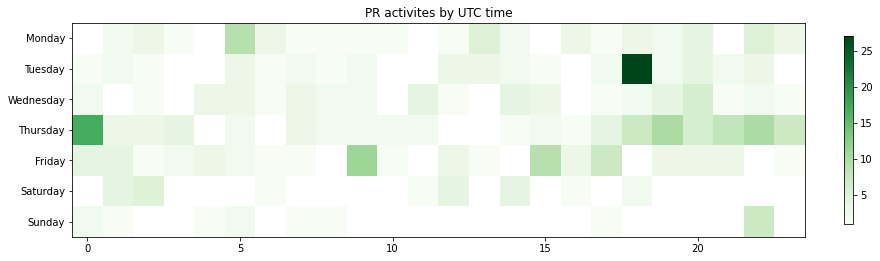 PR activites by UTC time
Monday
Tuesday
Wednesday
Thursday
Friday
Saturday
Sunday
0 5 10 15 20
25
20
15
10
5